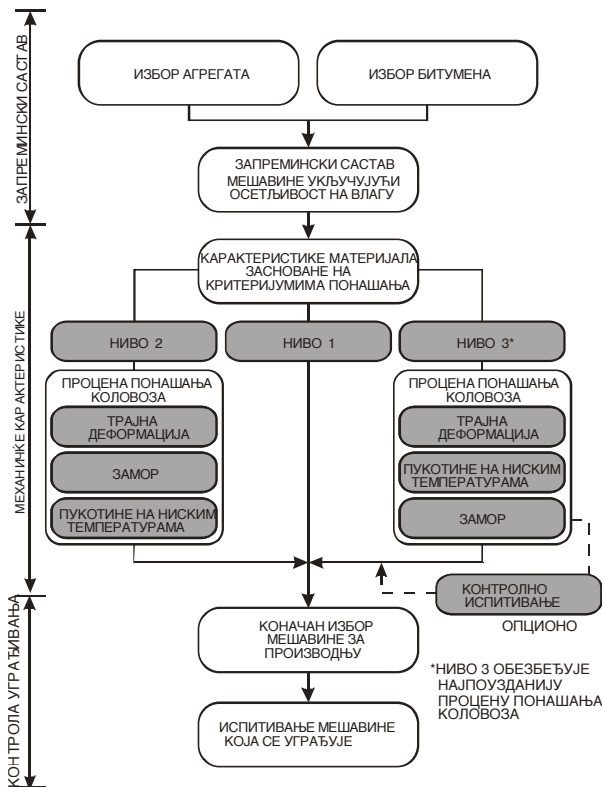 ЗАПРЕМИНСКИ САСТАВ
ИЗБОР АГРЕГАТА
ИЗБОР БИТУМЕНА
ЗАПРЕМИНСКИ САСТАВ
МЕШАВИНЕ УКЉУЧУЈУЋИ
ОСЕТЉИВОСТ НА ВЛАГУ
МЕХАНИЧКЕ КАРАКТЕРИСТИКЕ
КАРАКТЕРИСТИКЕ МАТЕРИЈАЛА
ЗАСНОВАНЕ НА
КРИТЕРИЈУМИМА ПОНАШАЊА
НИВО 2
НИВО 1
НИВО 3*
ПРОЦЕНА ПОНАШАЊА
КОЛОВОЗА
ТРАЈНА
ДЕФОРМАЦИЈА
ЗАМОР
ПУКОТИНЕ НА НИСКИМ
ТЕМПЕРАТУРАМА
ПРОЦЕНА ПОНАШАЊА
КОЛОВОЗА
ТРАЈНА
ДЕФОРМАЦИЈА
ПУКОТИНЕ НА НИСКИМ
ТЕМПЕРАТУРАМА
ЗАМОР
КОНТРОЛНО
ИСПИТИВАЊЕ
ОПЦИОНО
КОНТРОЛА УГРАЂИВАЊА
КОНАЧАН ИЗБОР
МЕШАВИНЕ ЗА
ПРОИЗВОДЊУ
*НИВО 3 ОБЕЗБЕЂУЈЕ
НАЈПОУЗДАНИЈУ
ПРОЦЕНУ ПОНАШАЊА
КОЛОВОЗА
ИСПИТИВАЊЕ МЕШАВИНЕ
КОЈА СЕ УГРАЂУЈЕ